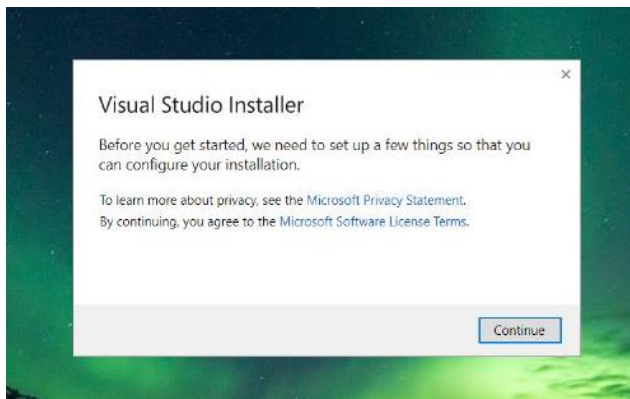 Visual Studio Installer
Before you get started, we need to set up a few things so that you
can configure your installation.
To learn more about privacy, see the Microsoft Privacy Statement.
By continuing, you agree to the Microsoft Software License Terms.
Continue